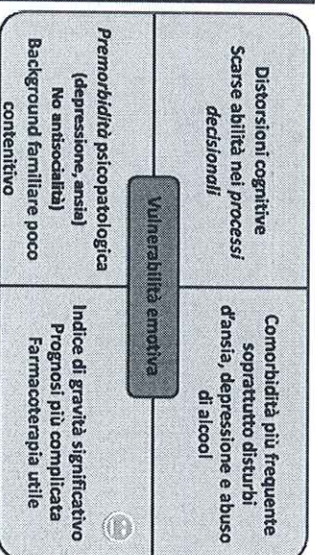 Distorsioni cognitive
Scarse abilità nei processi
decisionali
Comorbidità più frequente
soprattutto disturbi
d'ansia, depressione e abuso
di alcool
Vulnerabilità emotiva
Premorbidità psicopatologica
(depressione, ansia)
No antisocialità)
Background familiare poco
contenitivo
Indice di gravità significativo
Prognosi più complicata
Farmacoterapia utile